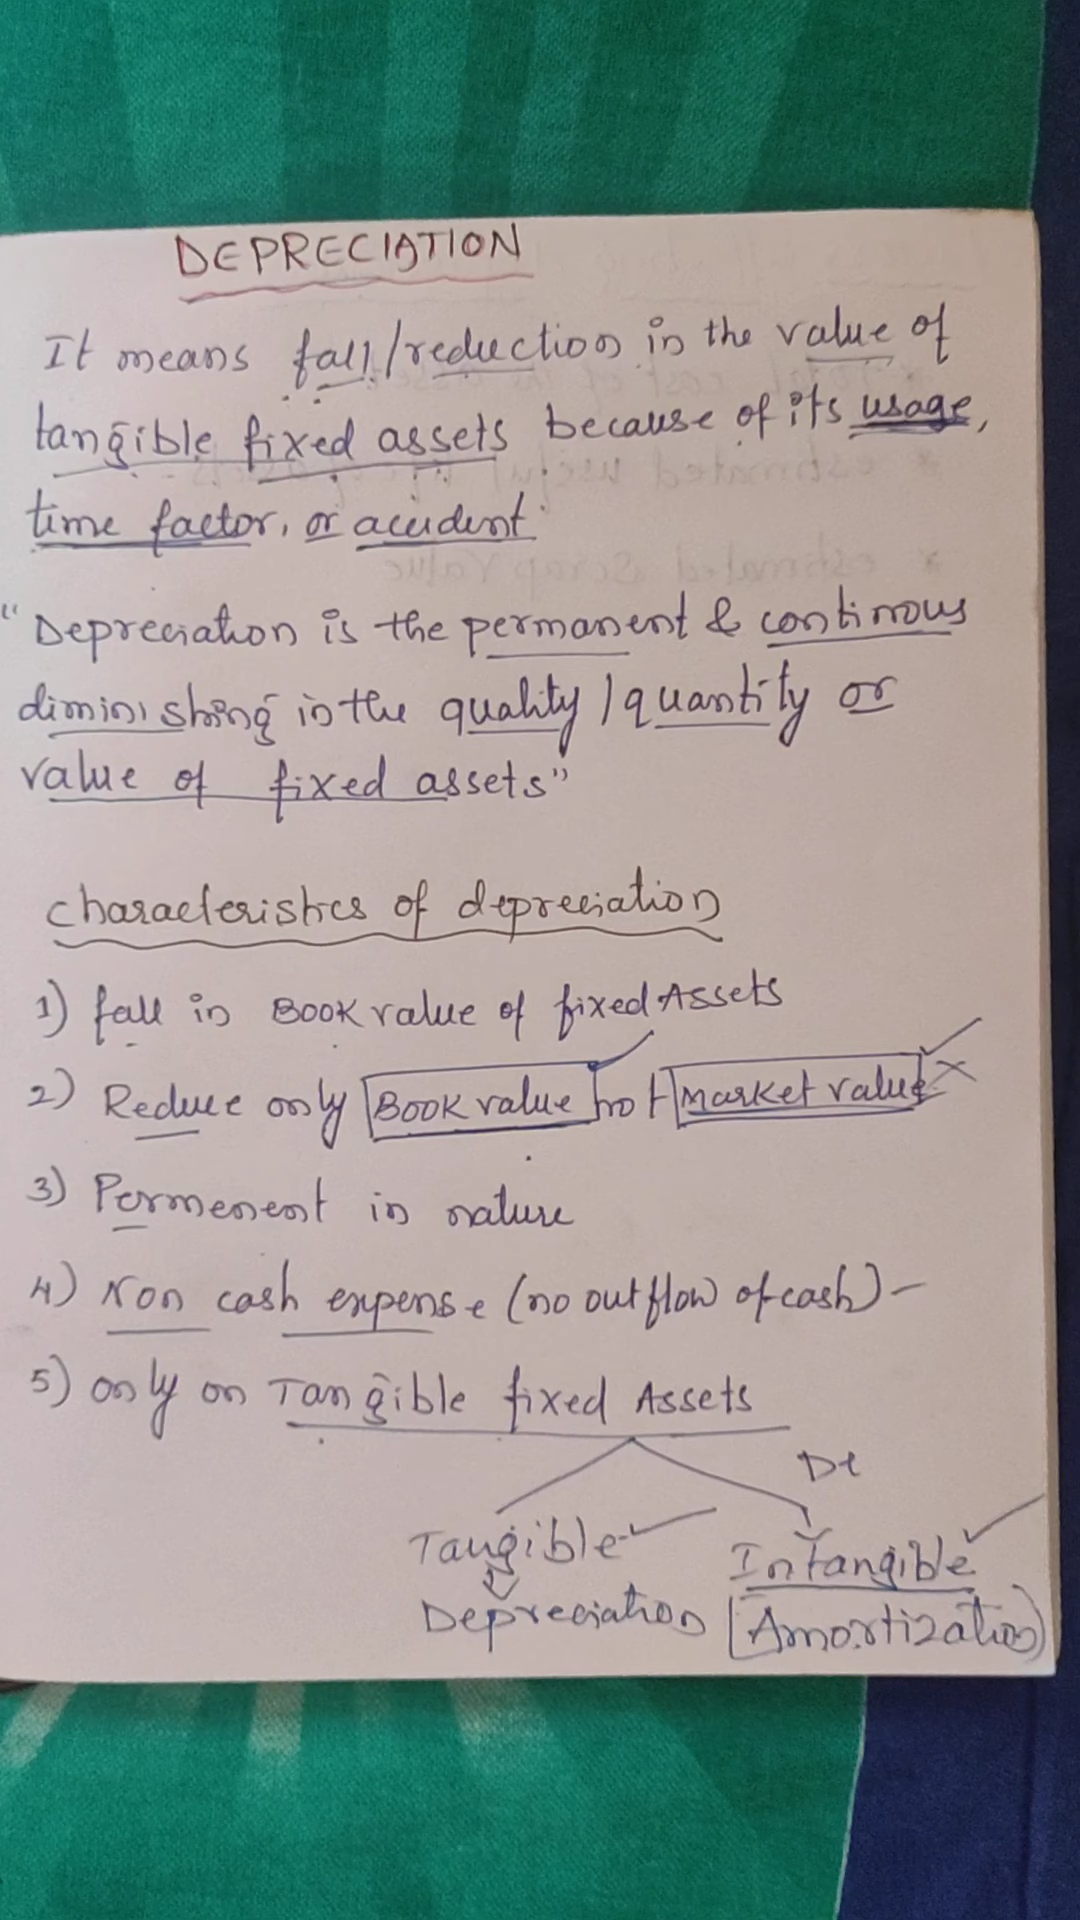 DEPRECIATION
It means fall/reduction in the value of
tangible fixed assets because of its usage,
time factor, or accident
"Depreciation is the permanent & continous
diminishing in the quality / quantity or
value of fixed assets"
characteristics of depreciation
1) fall in Book value of fixed Assets
2) Reduce only Book value not Market value
3) Permenent in nature
4) Non cash expense (no outflow of cash) -
5) only on Tangible fixed Assets
De
Tangible Intangible
Depreciation (Amortization)